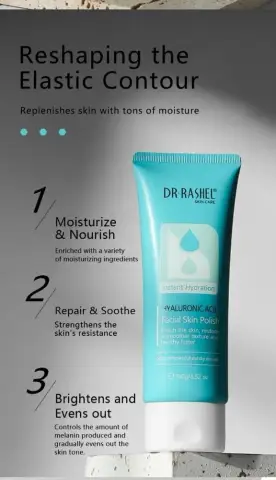 Reshaping the
Elastic Contour
Replenishes skin with tons of moisture
1
Moisturize
& Nourish
Enriched with a variety
of moisturizing ingredients
2
Repair & Soothe
Strengthens the
skin's resistance
3
Brightens and
Evens out
Controls the amount of
melanin produced and
gradually evens out the
skin tone.
DR·RASHEL®
SKIN CARE
Instant Hydration
HYALURONIC ACID
Facial Skin Polish